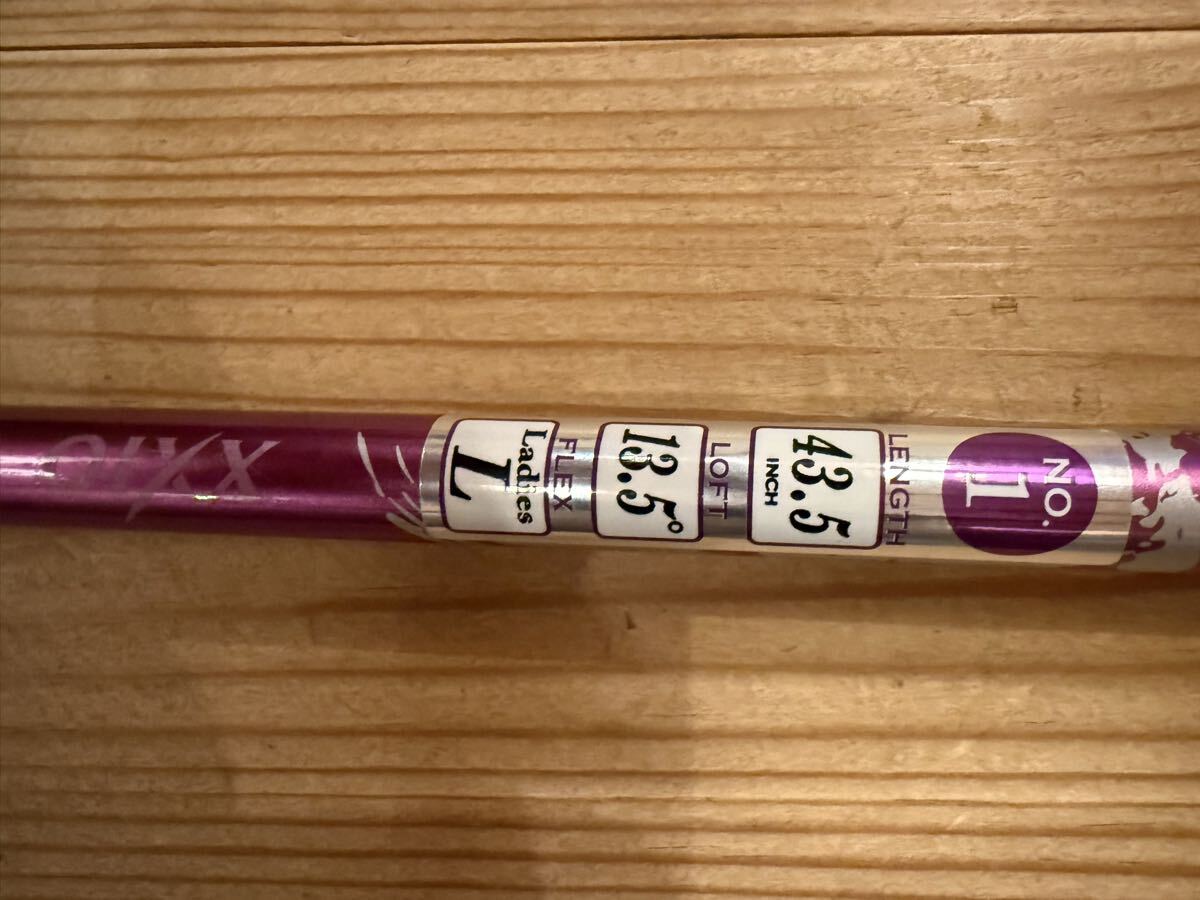 NO.
1
LENGTH
43.5
INCH
LOFT
13.5°
FLEX
Ladies
L
XXIO